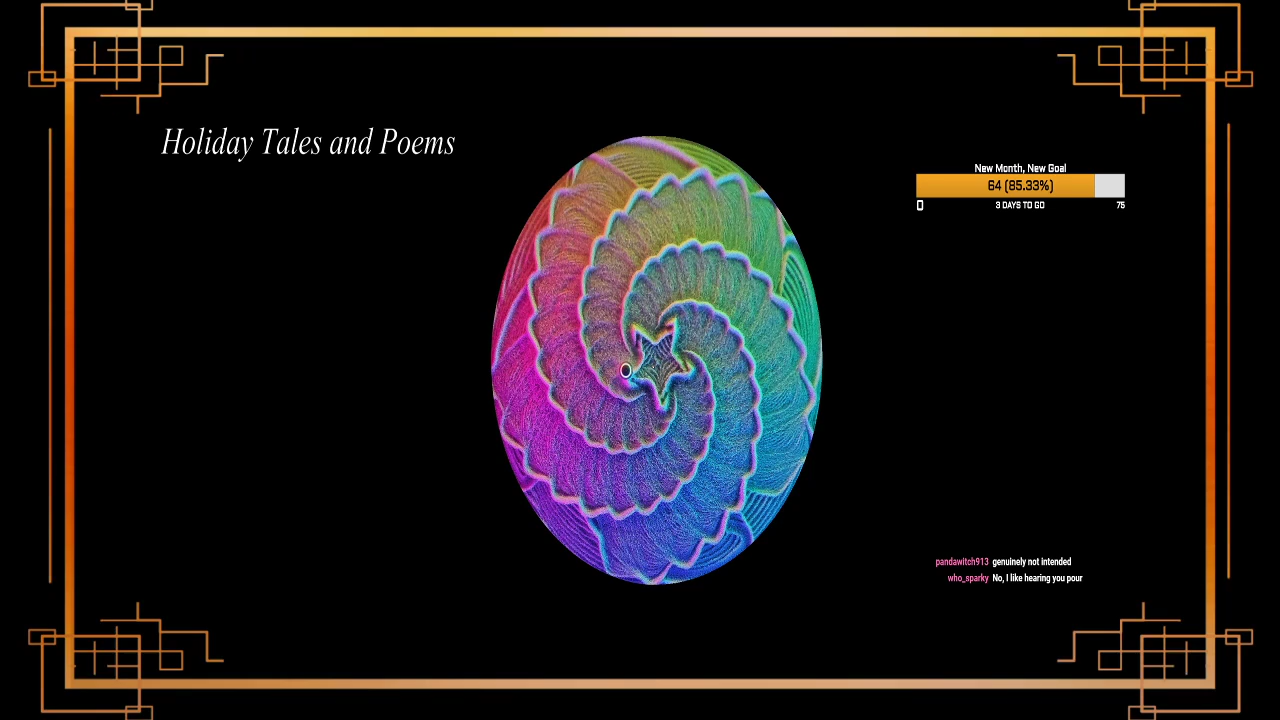 Holiday Tales and Poems
New Month, New Goal
64 (85.33%)
0 3 DAYS TO GO 75
pandawitch913 genuinely not intended
who_sparky No, I like hearing you pour